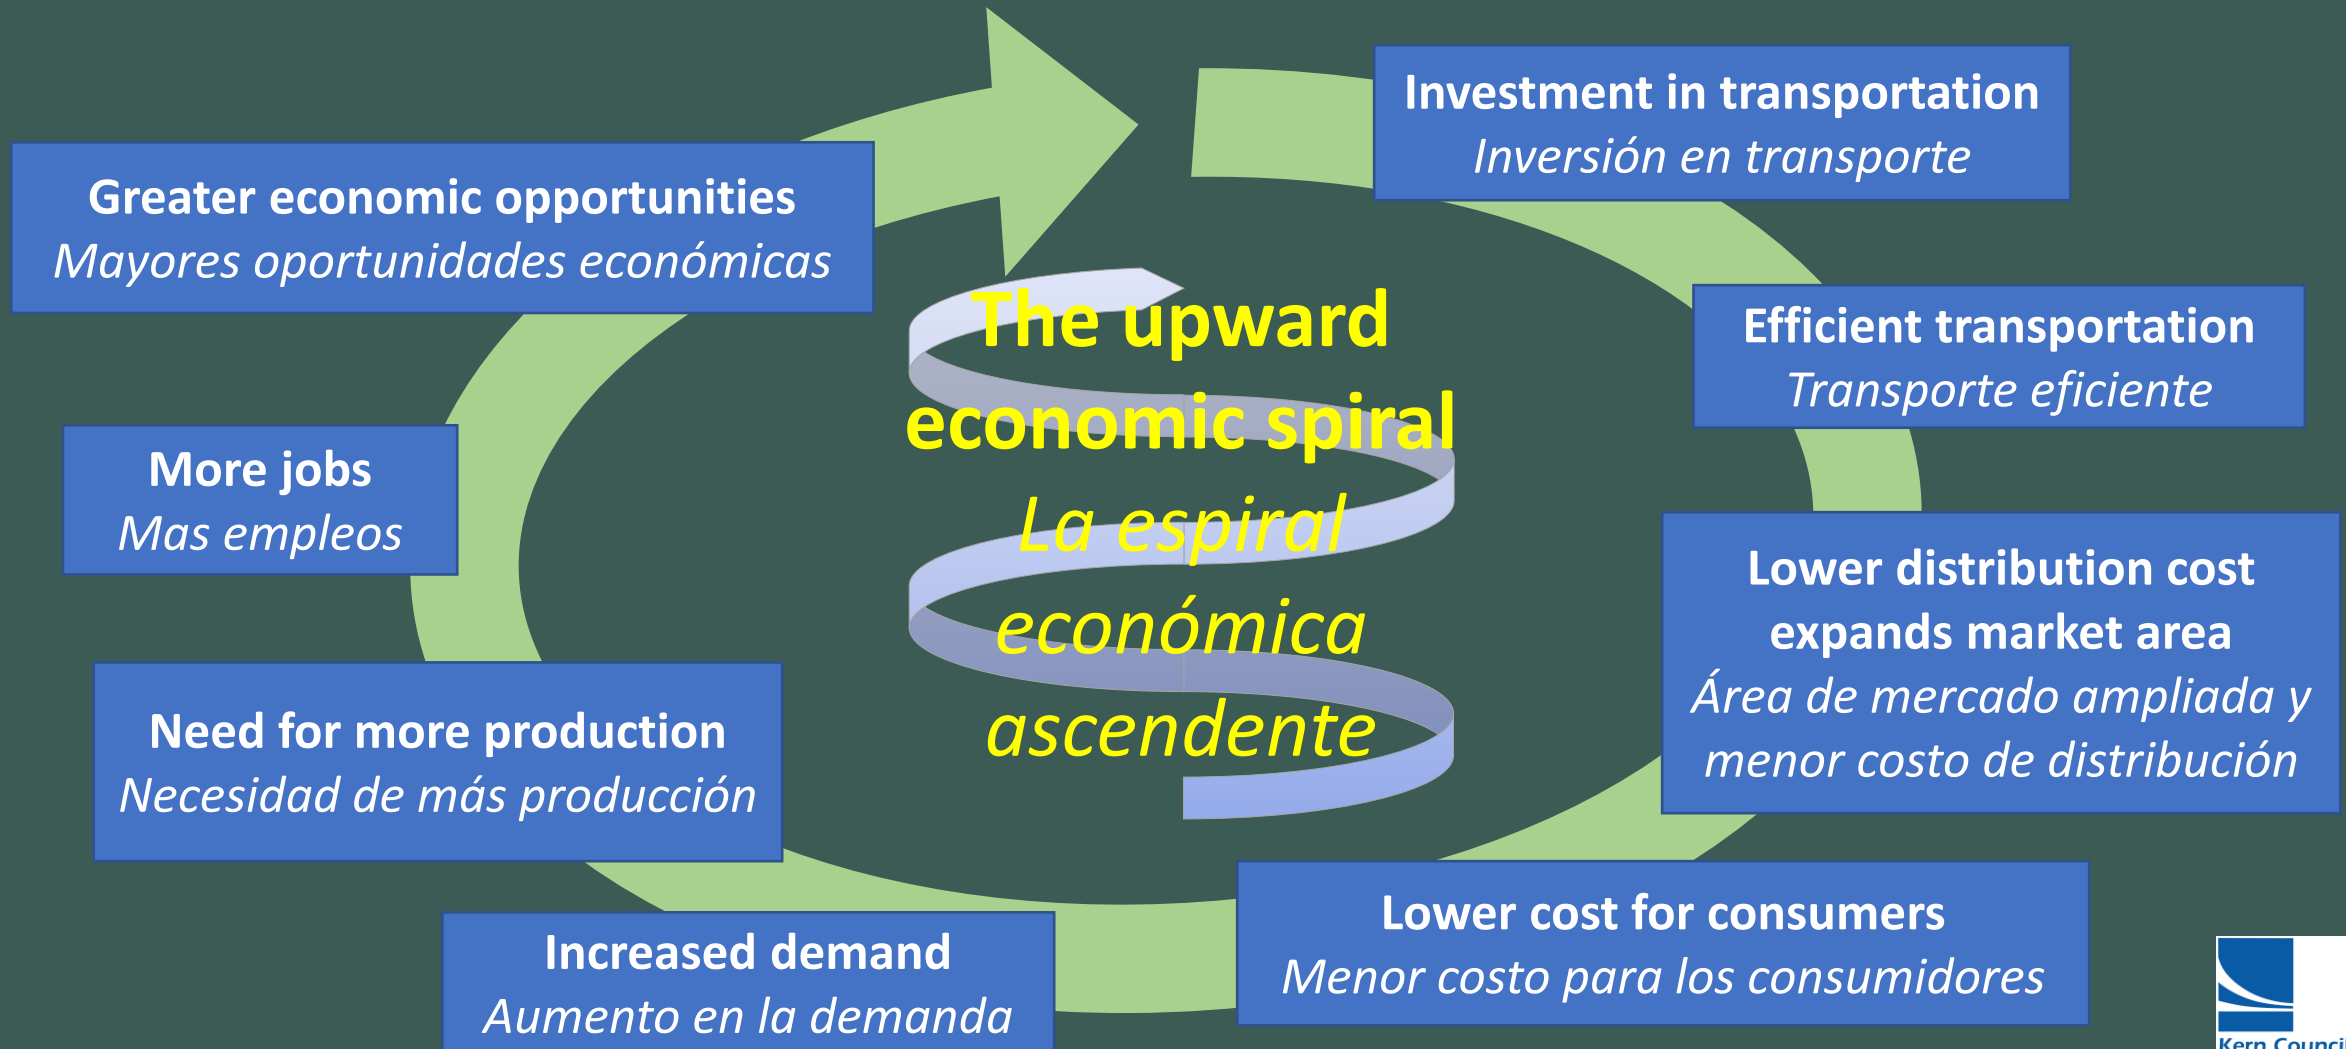 Investment in transportation
Inversión en transporte
Efficient transportation
Transporte eficiente
Lower distribution cost
expands market area
Área de mercado ampliada y
menor costo de distribución
Lower cost for consumers
Menor costo para los consumidores
Increased demand
Aumento en la demanda
Need for more production
Necesidad de más producción
More jobs
Mas empleos
Greater economic opportunities
Mayores oportunidades económicas
The upward
economic spiral
La espiral
económica
ascendente
Kern Council